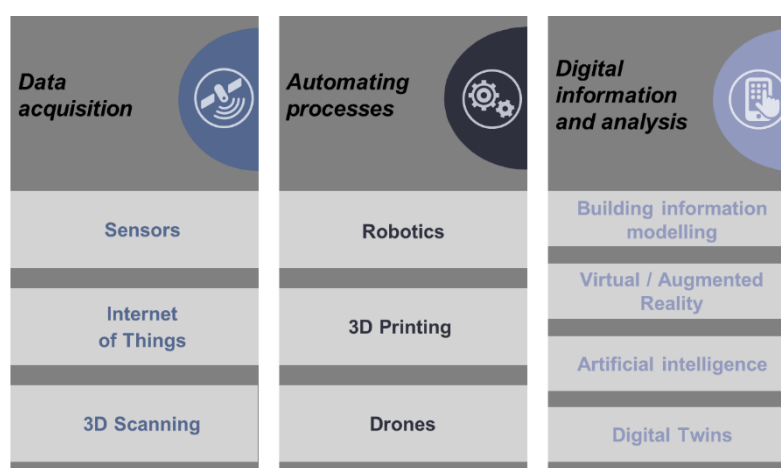 Data
acquisition
Sensors
Internet
of Things
3D Scanning
Automating
processes
Robotics
3D Printing
Drones
Digital
information
and analysis
Building information
modelling
Virtual / Augmented
Reality
Artificial intelligence
Digital Twins